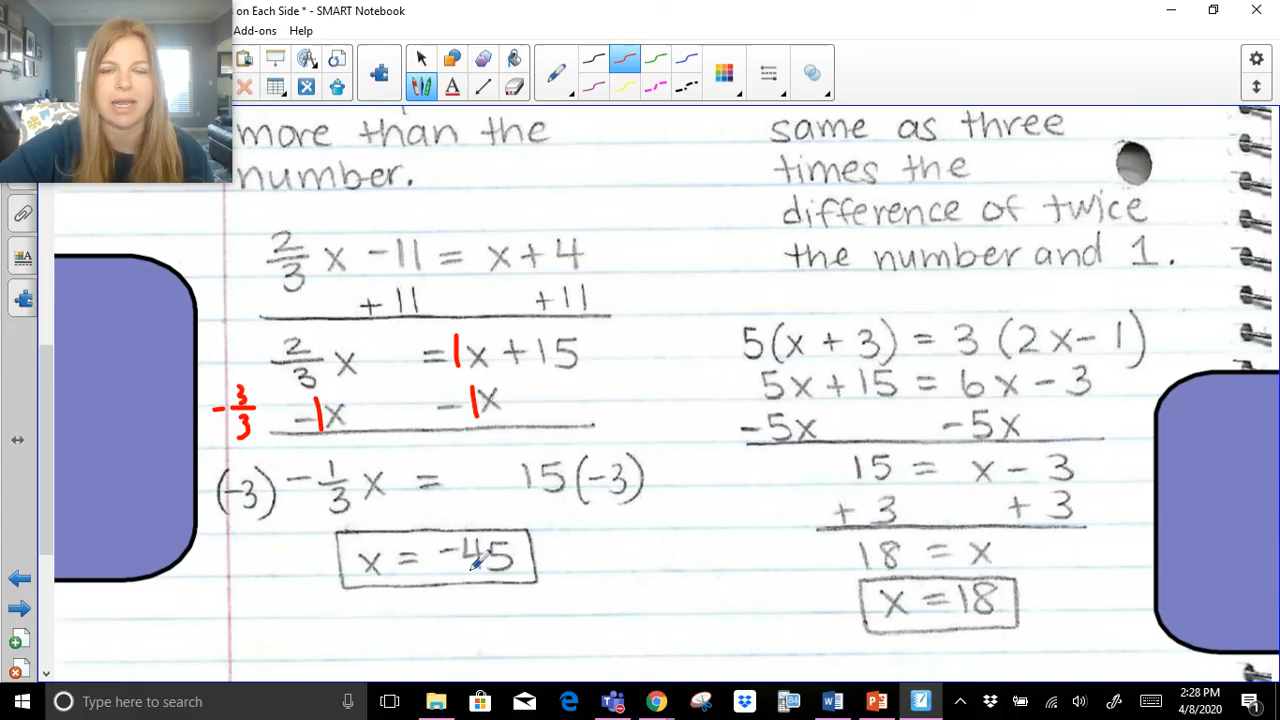 on Each Side * - SMART Notebook
Add-ons Help
more than the
number.
2/3 x - 11 = x + 4
+ 11 + 11
2/3 x = 1x + 15
- 3/3 - 1x - 1x
(-3) - 1/3 x = 15 (-3)
x = -45
same as three
times the
difference of twice
the number and 1.
5(x + 3) = 3 (2x - 1)
5x + 15 = 6x - 3
- 5x - 5x
15 = x - 3
+ 3 + 3
18 = x
x = 18
Type here to search
2:28 PM
4/8/2020